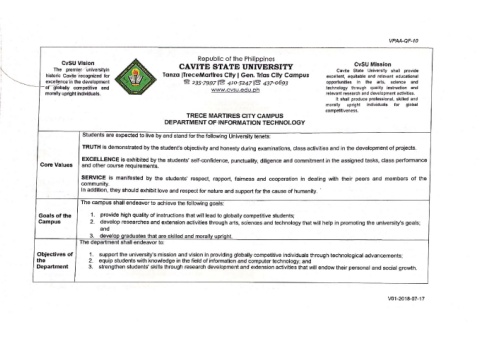 VPAA-QF-10
CvSU Vision
The premier university in
historic Cavite recognized for
excellence in the development
of globally competitive and
morally upright individuals.
Republic of the Philippines
CAVITE STATE UNIVERSITY
Tanza |TreceMartires City | Gen. Trias City Campus
☎ 235-7997 410-5247 437-0693
www.cvsu.edu.ph
CvSU Mission
Cavite State University shall provide
excellent, equitable and relevant educational
opportunities in the arts, science and
technology through quality instruction and
relevant research and development activities.
It shall produce professional, skilled and
morally upright individuals for global
competitiveness.
TRECE MARTIRES CITY CAMPUS
DEPARTMENT OF INFORMATION TECHNOLOGY
Core Values
Students are expected to live by and stand for the following University tenets:
TRUTH is demonstrated by the student's objectivity and honesty during examinations, class activities and in the development of projects.
EXCELLENCE is exhibited by the students' self-confidence, punctuality, diligence and commitment in the assigned tasks, class performance
and other course requirements.
SERVICE is manifested by the students' respect, rapport, fairness and cooperation in dealing with their peers and members of the
community.
In addition, they should exhibit love and respect for nature and support for the cause of humanity.
Goals of the
Campus
The campus shall endeavor to achieve the following goals:
1. provide high quality of instructions that will lead to globally competitive students;
2. develop researches and extension activities through arts, sciences and technology that will help in promoting the university's goals;
and
3. develop graduates that are skilled and morally upright.
Objectives of
the
Department
The department shall endeavor to:
1. support the university's mission and vision in providing globally competitive individuals through technological advancements;
2. equip students with knowledge in the field of information and computer technology; and
3. strengthen students' skills through research development and extension activities that will endow their personal and social growth.
V01-2018-07-17